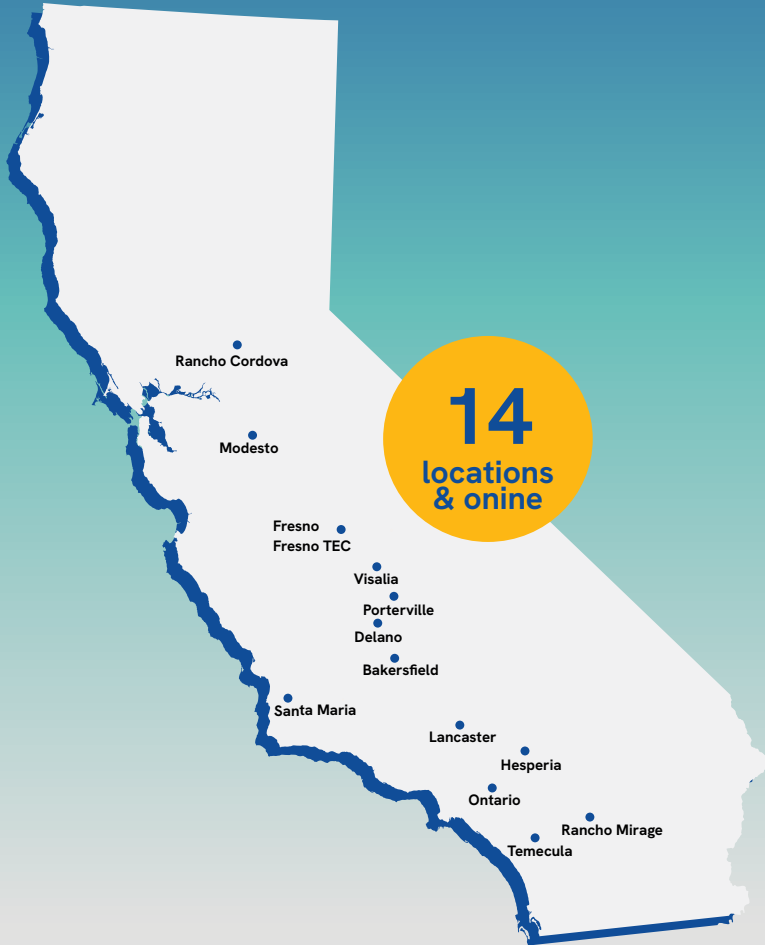 Rancho Cordova
14
locations
& onine
Modesto
Fresno
Fresno TEC
Visalia
Porterville
Delano
Bakersfield
Santa Maria
Lancaster
Hesperia
Ontario
Rancho Mirage
Temecula